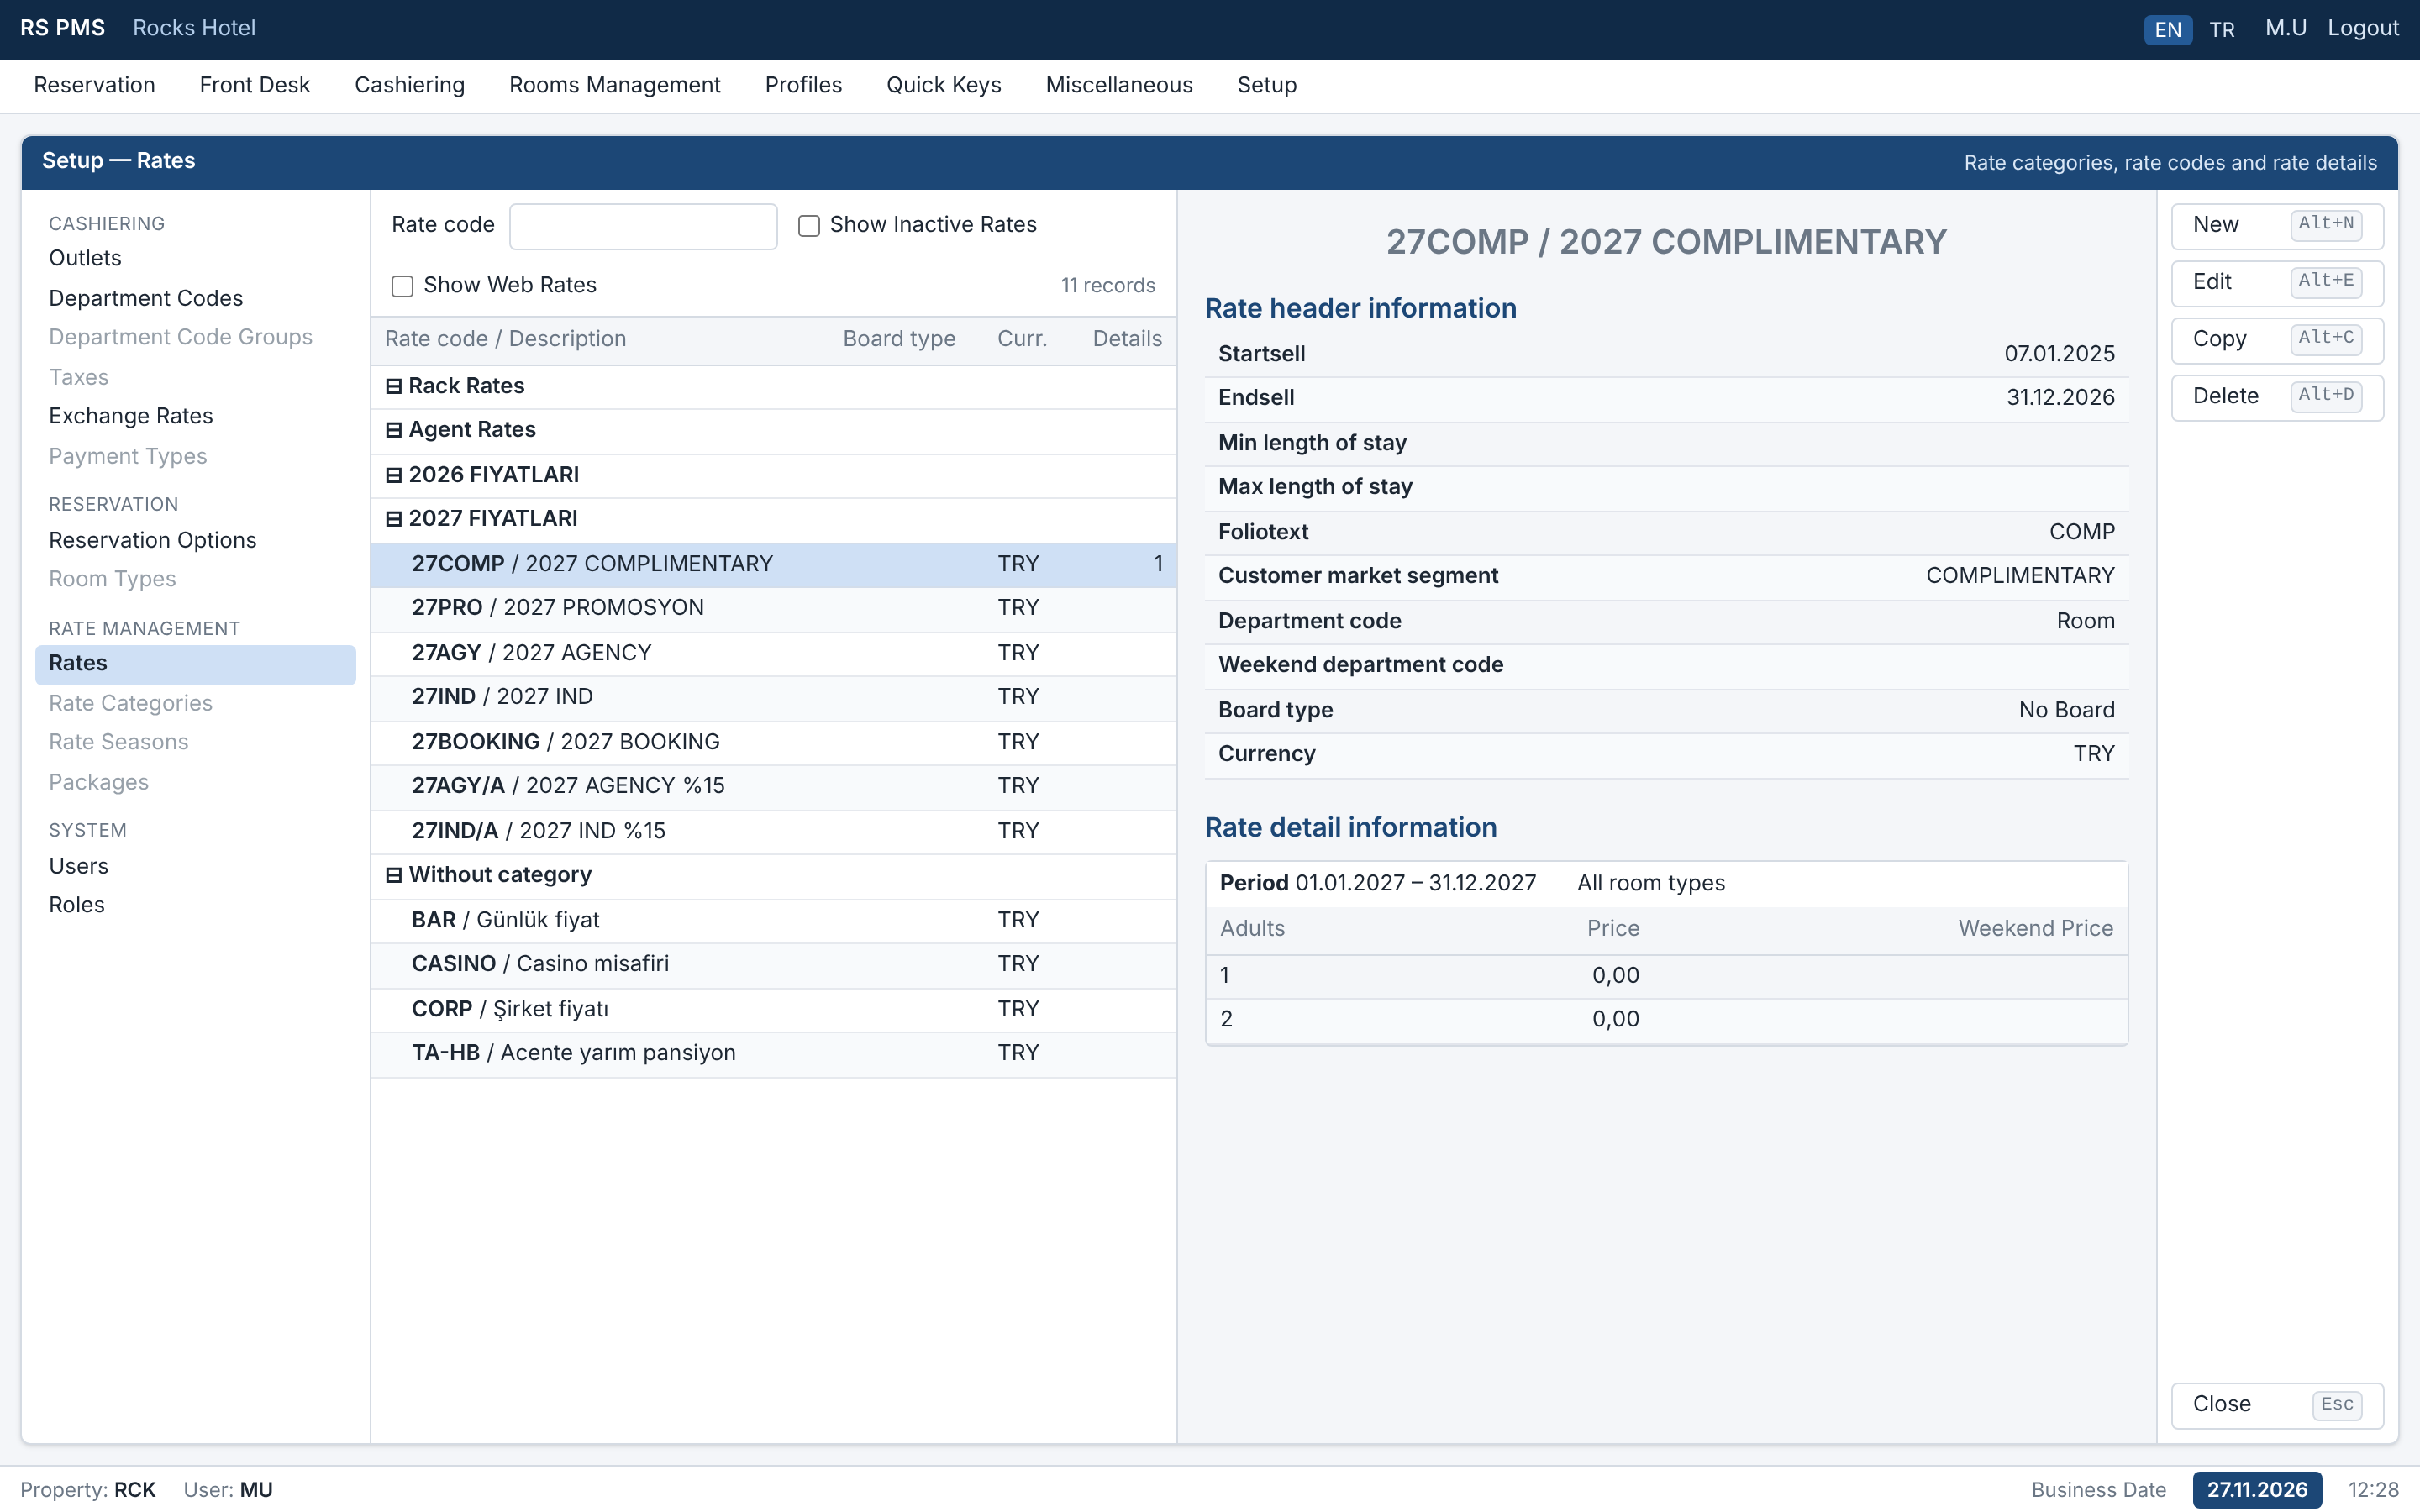 RS PMS Rocks Hotel EN TR M.U Logout
Reservation Front Desk Cashiering Rooms Management Profiles Quick Keys Miscellaneous Setup
Setup — Rates Rate categories, rate codes and rate details
CASHIERING
Outlets
Department Codes
Department Code Groups
Taxes
Exchange Rates
Payment Types
RESERVATION
Reservation Options
Room Types
RATE MANAGEMENT
Rates
Rate Categories
Rate Seasons
Packages
SYSTEM
Users
Roles
Rate code Show Inactive Rates
Show Web Rates 11 records
Rate code / Description Board type Curr. Details
⊟ Rack Rates
⊟ Agent Rates
⊟ 2026 FIYATLARI
⊟ 2027 FIYATLARI
27COMP / 2027 COMPLIMENTARY TRY 1
27PRO / 2027 PROMOSYON TRY
27AGY / 2027 AGENCY TRY
27IND / 2027 IND TRY
27BOOKING / 2027 BOOKING TRY
27AGY/A / 2027 AGENCY %15 TRY
27IND/A / 2027 IND %15 TRY
⊟ Without category
BAR / Günlük fiyat TRY
CASINO / Casino misafiri TRY
CORP / Şirket fiyatı TRY
TA-HB / Acente yarım pansiyon TRY
27COMP / 2027 COMPLIMENTARY
Rate header information
Startsell 07.01.2025
Endsell 31.12.2026
Min length of stay
Max length of stay
Foliotext COMP
Customer market segment COMPLIMENTARY
Department code Room
Weekend department code
Board type No Board
Currency TRY
Rate detail information
Period 01.01.2027 – 31.12.2027 All room types
Adults Price Weekend Price
1 0,00
2 0,00
New Alt+N
Edit Alt+E
Copy Alt+C
Delete Alt+D
Close Esc
Property: RCK User: MU Business Date 27.11.2026 12:28